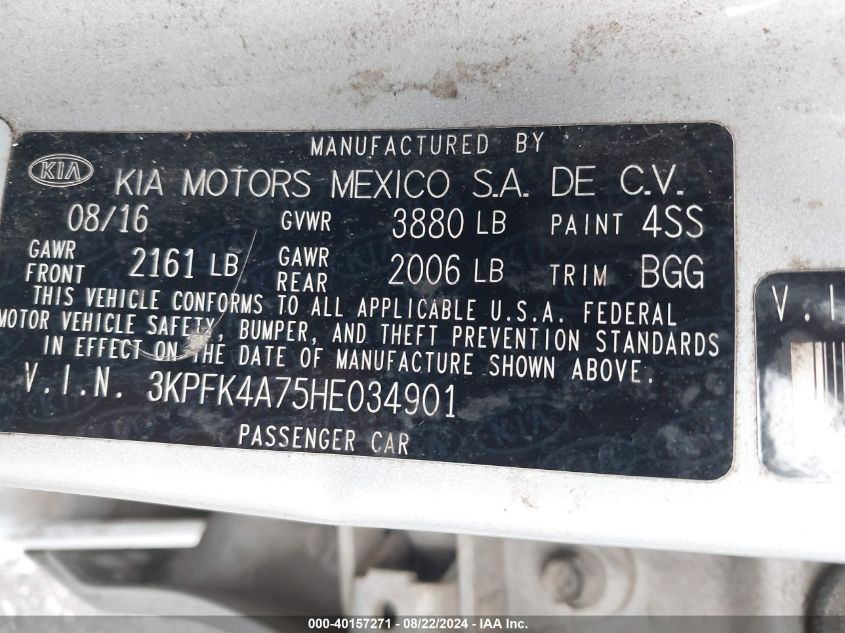 MANUFACTURED BY
KIA KIA MOTORS MEXICO S.A. DE C.V.
08/16 GVWR 3880 LB PAINT 4SS
GAWR FRONT 2161 LB GAWR REAR 2006 LB TRIM BGG
THIS VEHICLE CONFORMS TO ALL APPLICABLE U.S.A. FEDERAL
MOTOR VEHICLE SAFETY, BUMPER, AND THEFT PREVENTION STANDARDS
IN EFFECT ON THE DATE OF MANUFACTURE SHOWN ABOVE.
V.I.N. 3KPFK4A75HE034901
PASSENGER CAR
V.I
000-40157271 - 08/22/2024 - IAA Inc.